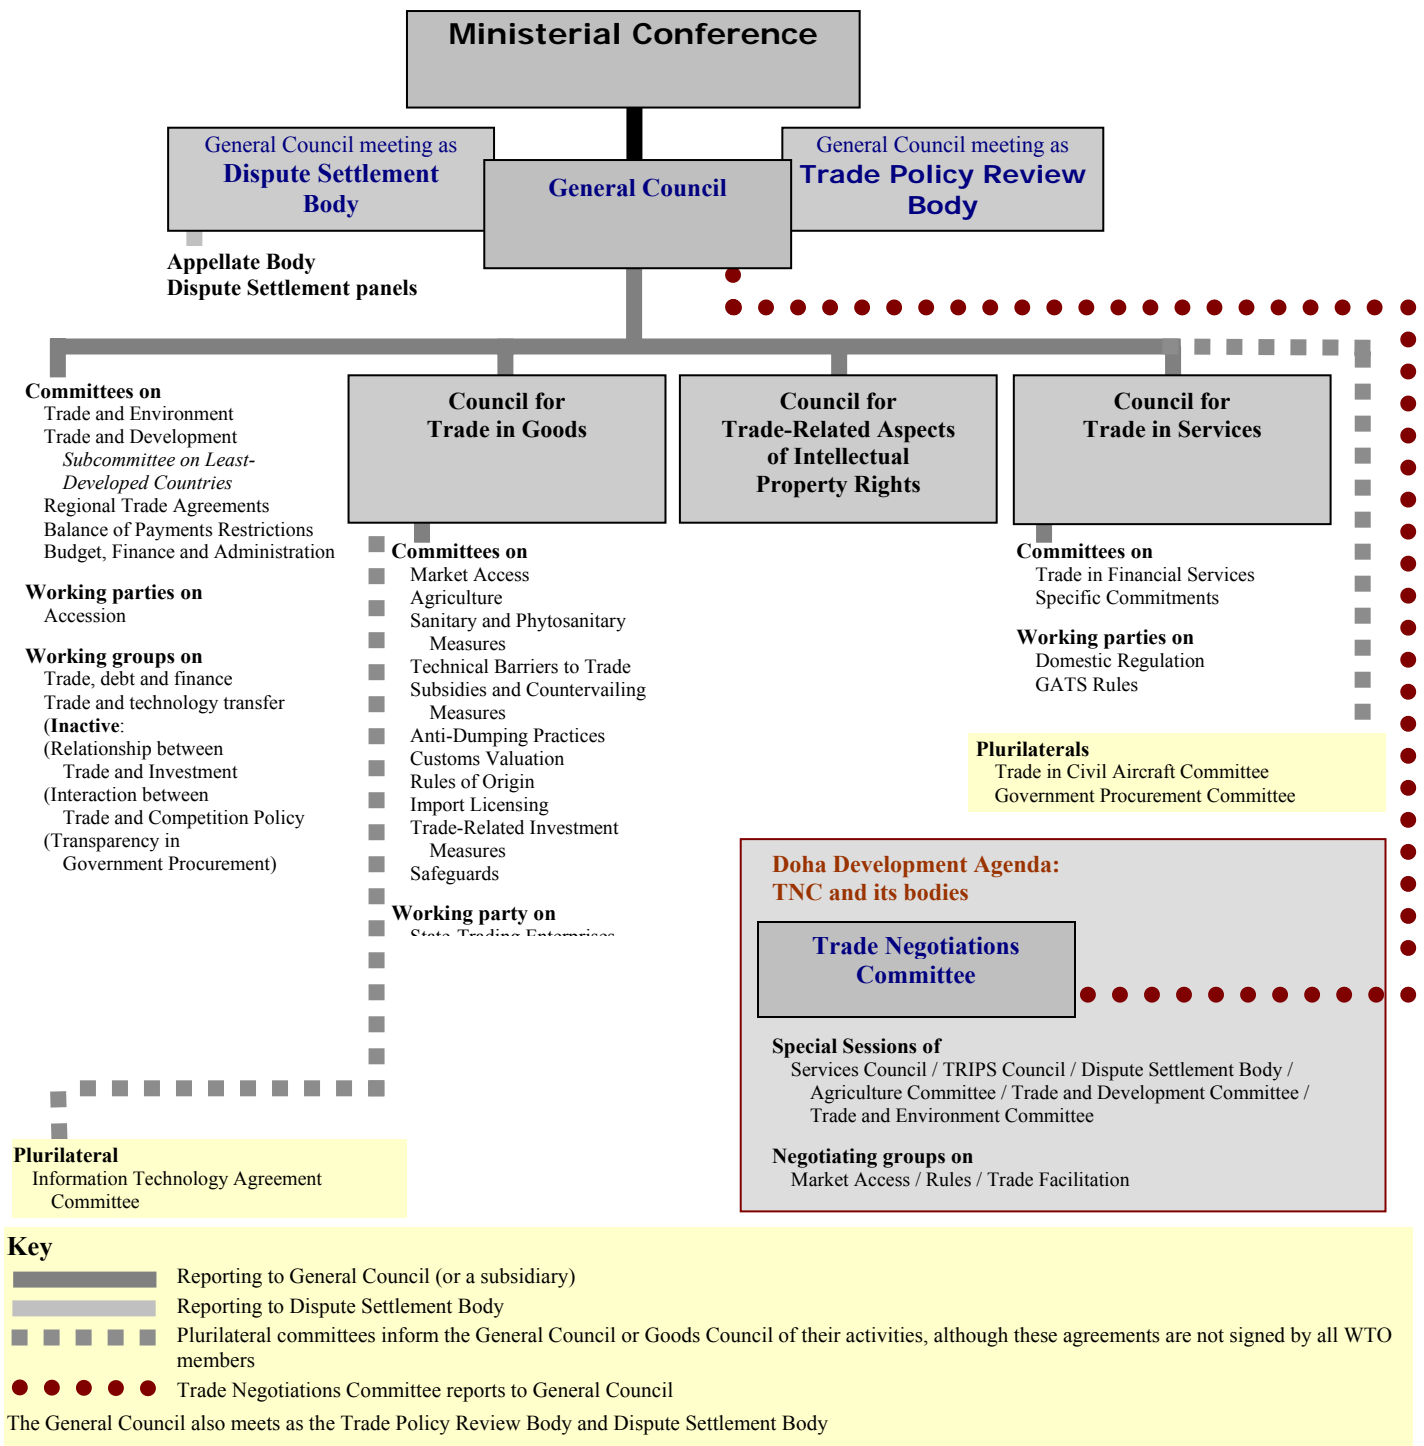 Ministerial Conference
General Council meeting as
Dispute Settlement
Body
General Council
General Council meeting as
Trade Policy Review
Body
Appellate Body
Dispute Settlement panels
Committees on
Trade and Environment
Trade and Development
Subcommittee on Least-
Developed Countries
Regional Trade Agreements
Balance of Payments Restrictions
Budget, Finance and Administration
Working parties on
Accession
Working groups on
Trade, debt and finance
Trade and technology transfer
(Inactive:
(Relationship between
Trade and Investment
(Interaction between
Trade and Competition Policy
(Transparency in
Government Procurement)
Council for
Trade in Goods
Committees on
Market Access
Agriculture
Sanitary and Phytosanitary
Measures
Technical Barriers to Trade
Subsidies and Countervailing
Measures
Anti-Dumping Practices
Customs Valuation
Rules of Origin
Import Licensing
Trade-Related Investment
Measures
Safeguards
Working party on
State-Trading Enterprises
Council for
Trade-Related Aspects
of Intellectual
Property Rights
Council for
Trade in Services
Committees on
Trade in Financial Services
Specific Commitments
Working parties on
Domestic Regulation
GATS Rules
Plurilaterals
Trade in Civil Aircraft Committee
Government Procurement Committee
Doha Development Agenda:
TNC and its bodies
Trade Negotiations
Committee
Special Sessions of
Services Council / TRIPS Council / Dispute Settlement Body /
Agriculture Committee / Trade and Development Committee /
Trade and Environment Committee
Negotiating groups on
Market Access / Rules / Trade Facilitation
Plurilateral
Information Technology Agreement
Committee
Key
Reporting to General Council (or a subsidiary)
Reporting to Dispute Settlement Body
Plurilateral committees inform the General Council or Goods Council of their activities, although these agreements are not signed by all WTO
members
Trade Negotiations Committee reports to General Council
The General Council also meets as the Trade Policy Review Body and Dispute Settlement Body